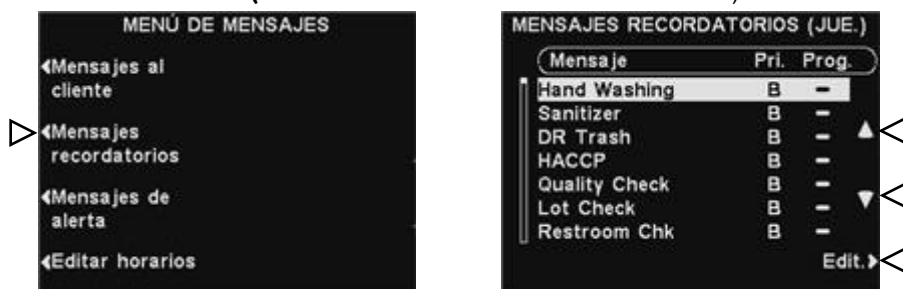 MENÚ DE MENSAJES
Mensajes al
cliente
Mensajes
recordatorios
Mensajes de
alerta
Editar horarios
MENSAJES RECORDATORIOS (JUE.)
Mensaje Pri. Prog.
Hand Washing B –
Sanitizer B –
DR Trash B –
HACCP B –
Quality Check B –
Lot Check B –
Restroom Chk B –
Edit.